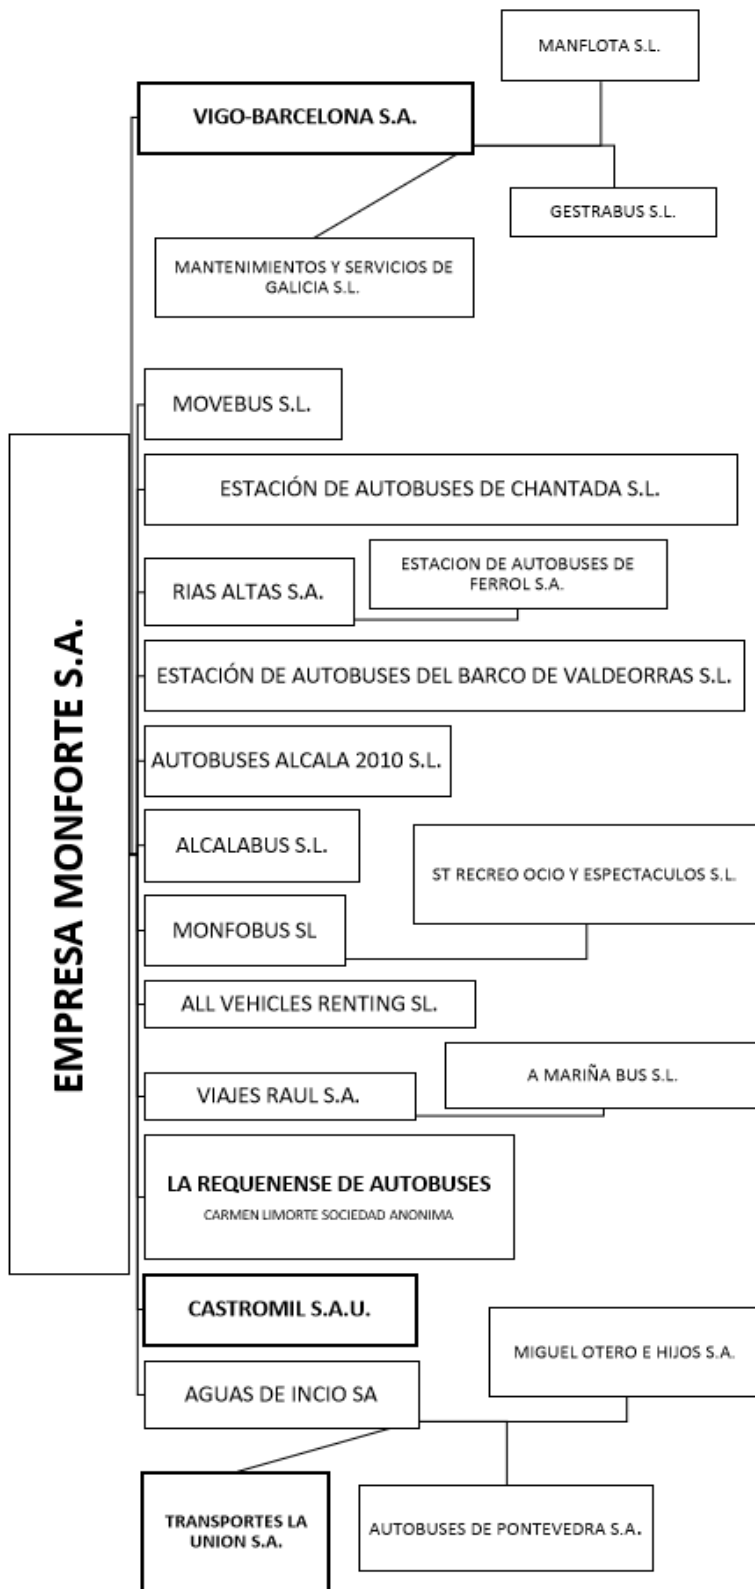 MANFLOTA S.L.
VIGO-BARCELONA S.A.
GESTRABUS S.L.
MANTENIMIENTOS Y SERVICIOS DE
GALICIA S.L.
EMPRESA MONFORTE S.A.
MOVEBUS S.L.
ESTACIÓN DE AUTOBUSES DE CHANTADA S.L.
ESTACION DE AUTOBUSES DE
FERROL S.A.
RIAS ALTAS S.A.
ESTACIÓN DE AUTOBUSES DEL BARCO DE VALDEORRAS S.L.
AUTOBUSES ALCALA 2010 S.L.
ALCALABUS S.L.
ST RECREO OCIO Y ESPECTACULOS S.L.
MONFOBUS SL
ALL VEHICLES RENTING SL.
A MARIÑA BUS S.L.
VIAJES RAUL S.A.
LA REQUENENSE DE AUTOBUSES
CARMEN LIMORTE SOCIEDAD ANONIMA
CASTROMIL S.A.U.
MIGUEL OTERO E HIJOS S.A.
AGUAS DE INCIO SA
TRANSPORTES LA
UNION S.A.
AUTOBUSES DE PONTEVEDRA S.A.